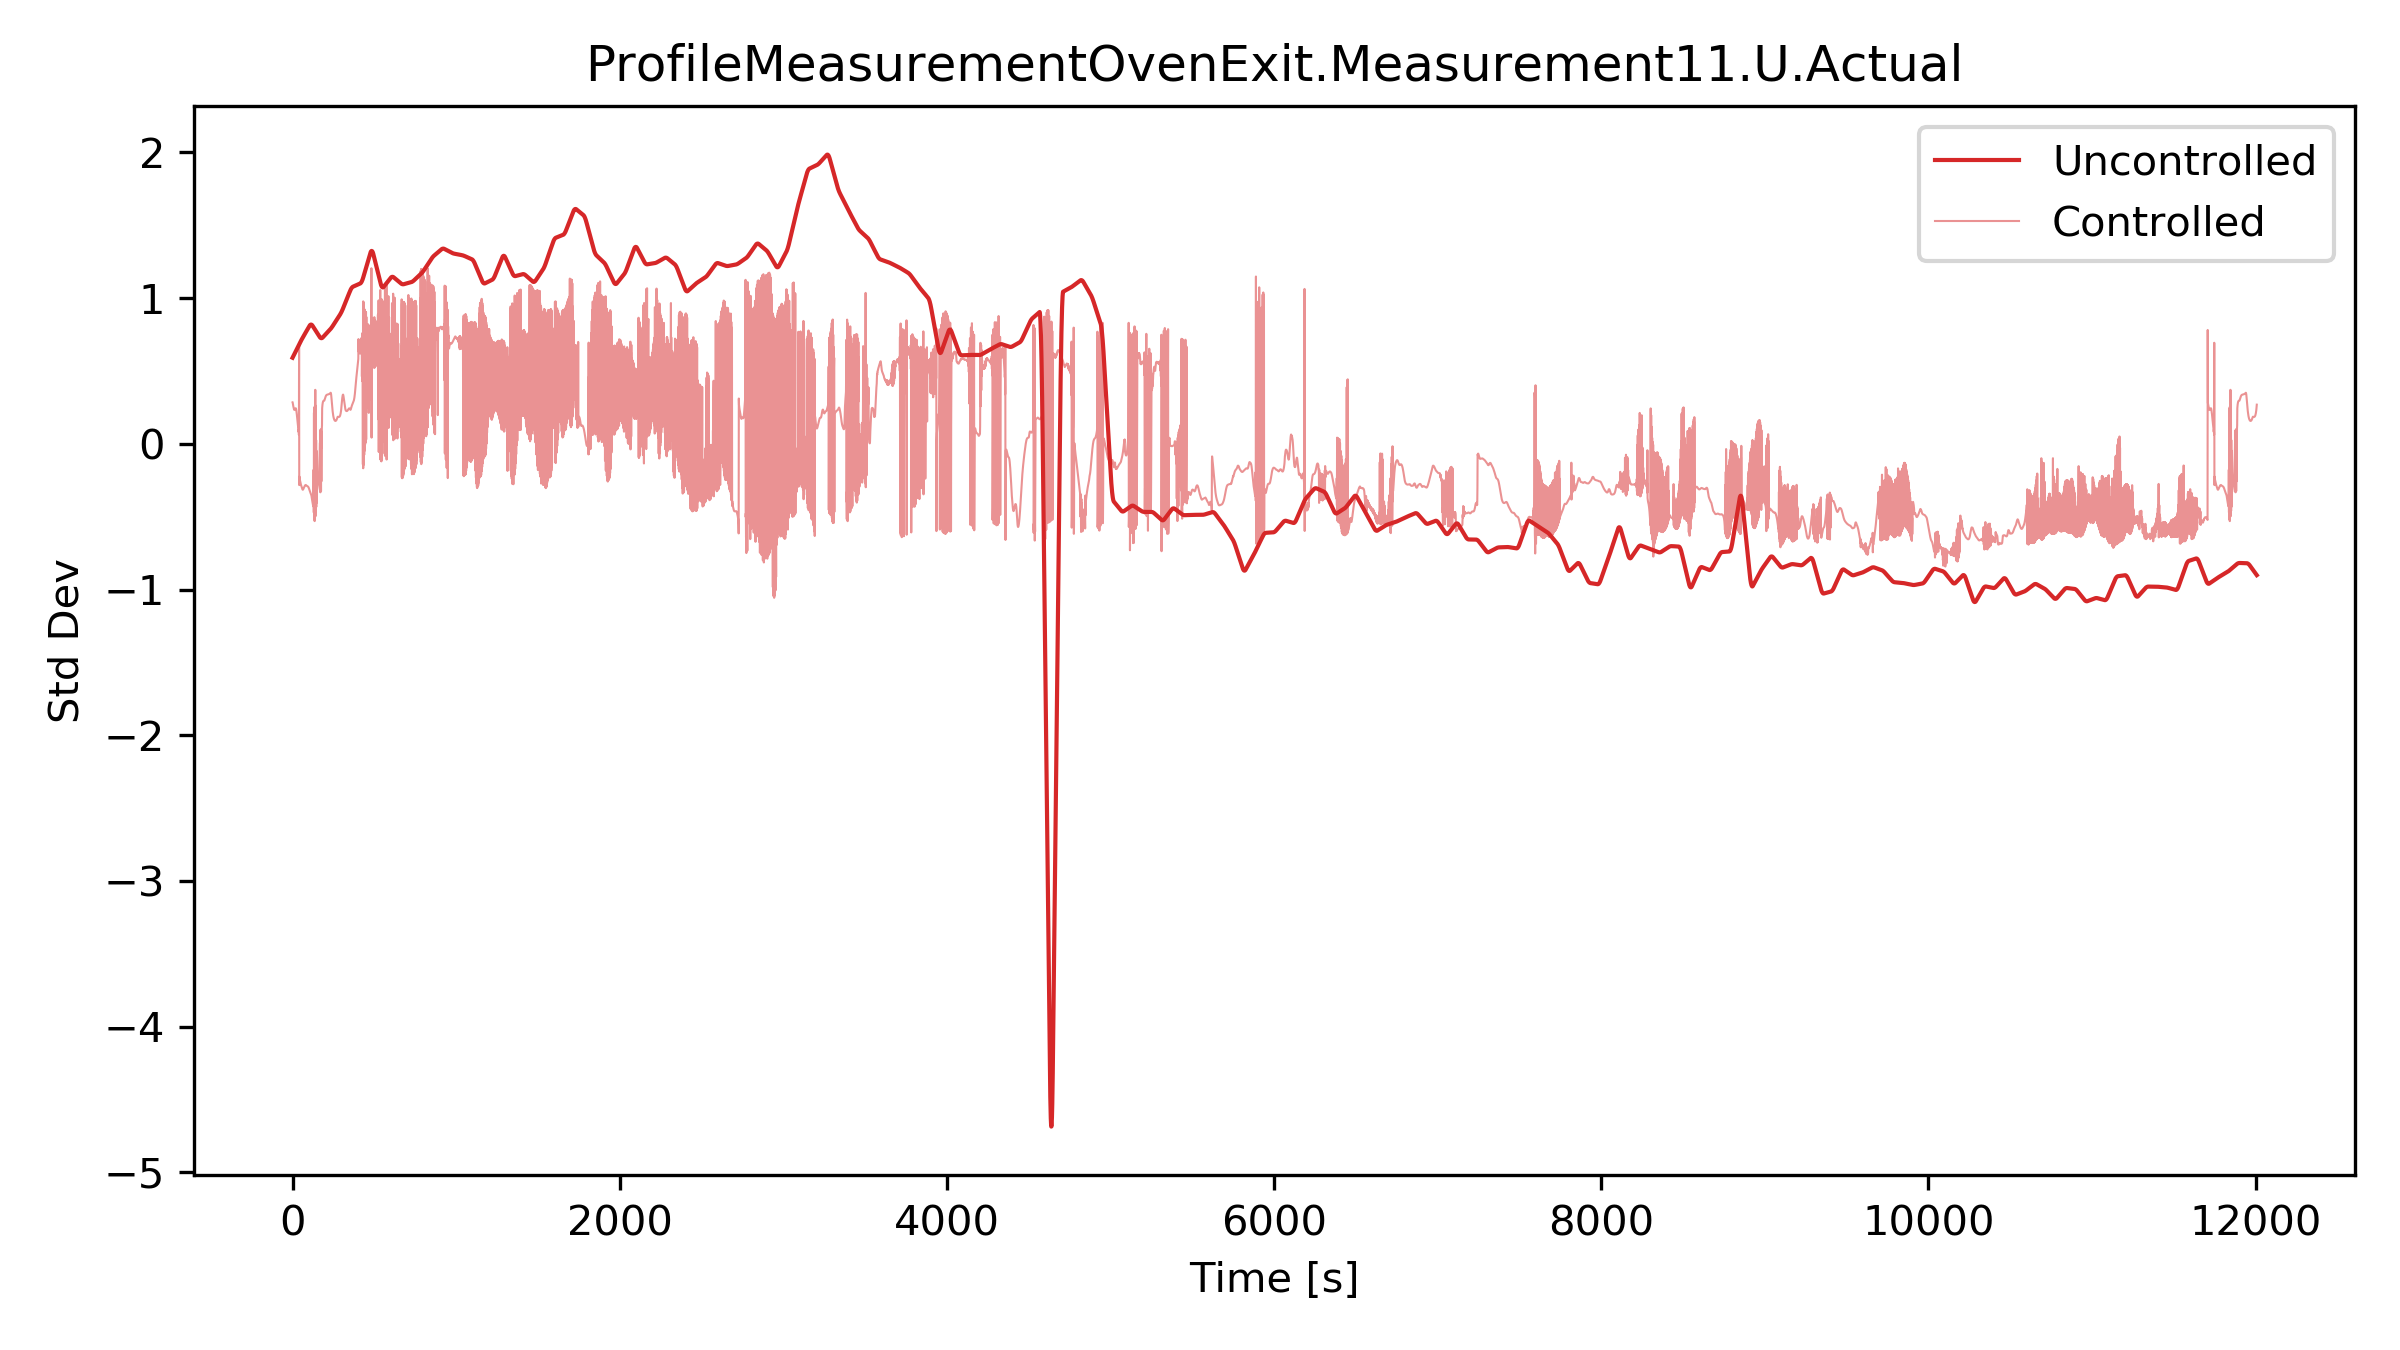 ProfileMeasurementOvenExit.Measurement11.U.Actual
Uncontrolled
Controlled
2
1
0
−1
−2
−3
−4
−5
Std Dev
0 2000 4000 6000 8000 10000 12000
Time [s]